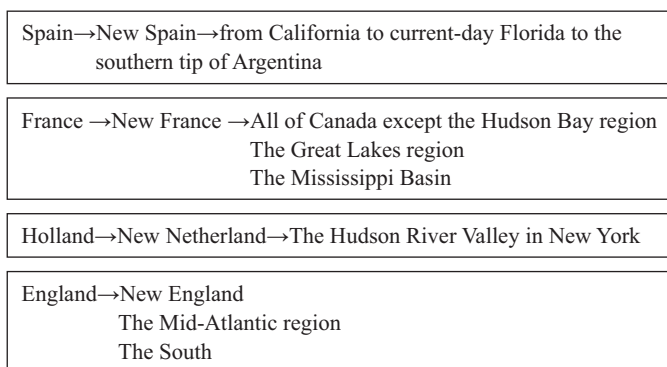 Spain→New Spain→from California to current-day Florida to the
southern tip of Argentina
France →New France →All of Canada except the Hudson Bay region
The Great Lakes region
The Mississippi Basin
Holland→New Netherland→The Hudson River Valley in New York
England→New England
The Mid-Atlantic region
The South